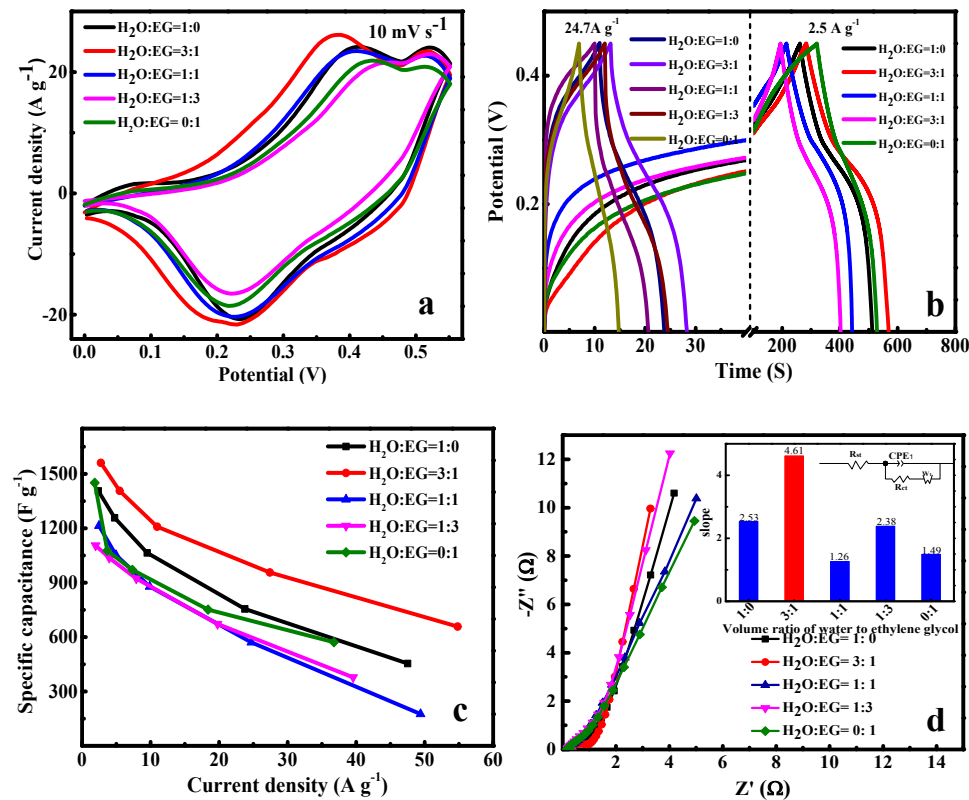 10 mV s⁻¹
H₂O:EG=1:0
H₂O:EG=3:1
H₂O:EG=1:1
H₂O:EG=1:3
H₂O:EG= 0:1
Current density (A g⁻¹)
20
0
-20
0.0 0.1 0.2 0.3 0.4 0.5
Potential (V)
a
24.7A g⁻¹
2.5 A g⁻¹
H₂O:EG=1:0
H₂O:EG=3:1
H₂O:EG=1:1
H₂O:EG=1:3
H₂O:EG=0:1
H₂O:EG=1:0
H₂O:EG=3:1
H₂O:EG=1:1
H₂O:EG=3:1
H₂O:EG=0:1
Potential (V)
0.4
0.2
0 10 20 30 200 400 600 800
Time (S)
b
H₂O:EG=1:0
H₂O:EG=3:1
H₂O:EG=1:1
H₂O:EG=1:3
H₂O:EG=0:1
Specific capacitance (F g⁻¹)
1500
1200
900
600
300
0 10 20 30 40 50 60
Current density (A g⁻¹)
c
-Z'' (Ω)
12
10
8
6
4
2
0
0 2 4 6 8 10 12 14
Z' (Ω)
slope
4
2
0
2.53
4.61
1.26
2.38
1.49
1:0 3:1 1:1 1:3 0:1
Volume ratio of water to ethylene glycol
Rst
CPE1
Rct
H₂O:EG= 1: 0
H₂O:EG= 3: 1
H₂O:EG= 1: 1
H₂O:EG= 1:3
H₂O:EG= 0: 1
d